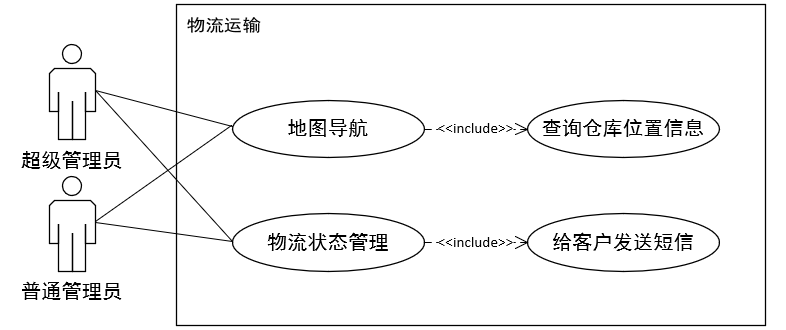 物流运输
超级管理员
地图导航
<<include>>
查询仓库位置信息
普通管理员
物流状态管理
<<include>>
给客户发送短信